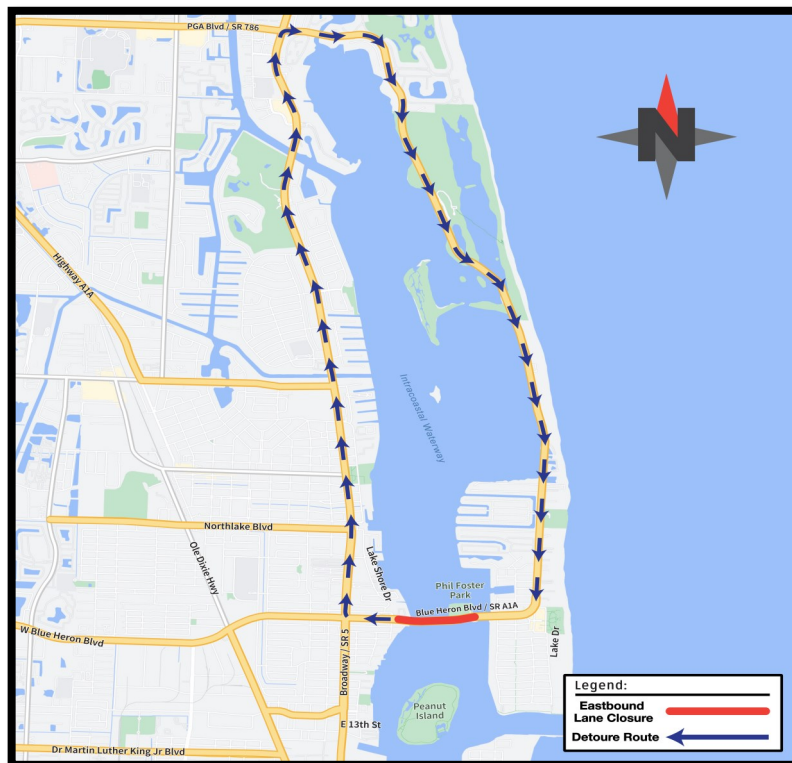 PGA Blvd / SR 786
N
Highway A1A
Intracoastal Waterway
Northlake Blvd
Ole Dixie Hwy
Lake Shore Dr
Phil Foster
Park
Blue Heron Blvd / SR A1A
W Blue Heron Blvd
Broadway / SR 5
Lake Dr
Peanut
Island
E 13th St
Dr Martin Luther King Jr Blvd
Legend:
Eastbound
Lane Closure
Detoure Route